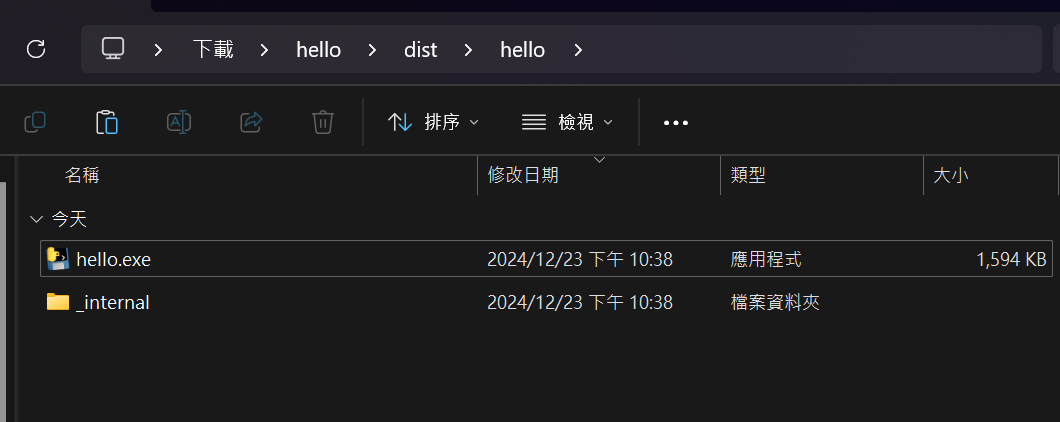 下載 hello dist hello
排序 檢視
名稱 修改日期 類型 大小
今天
hello.exe 2024/12/23 下午 10:38 應用程式 1,594 KB
_internal 2024/12/23 下午 10:38 檔案資料夾